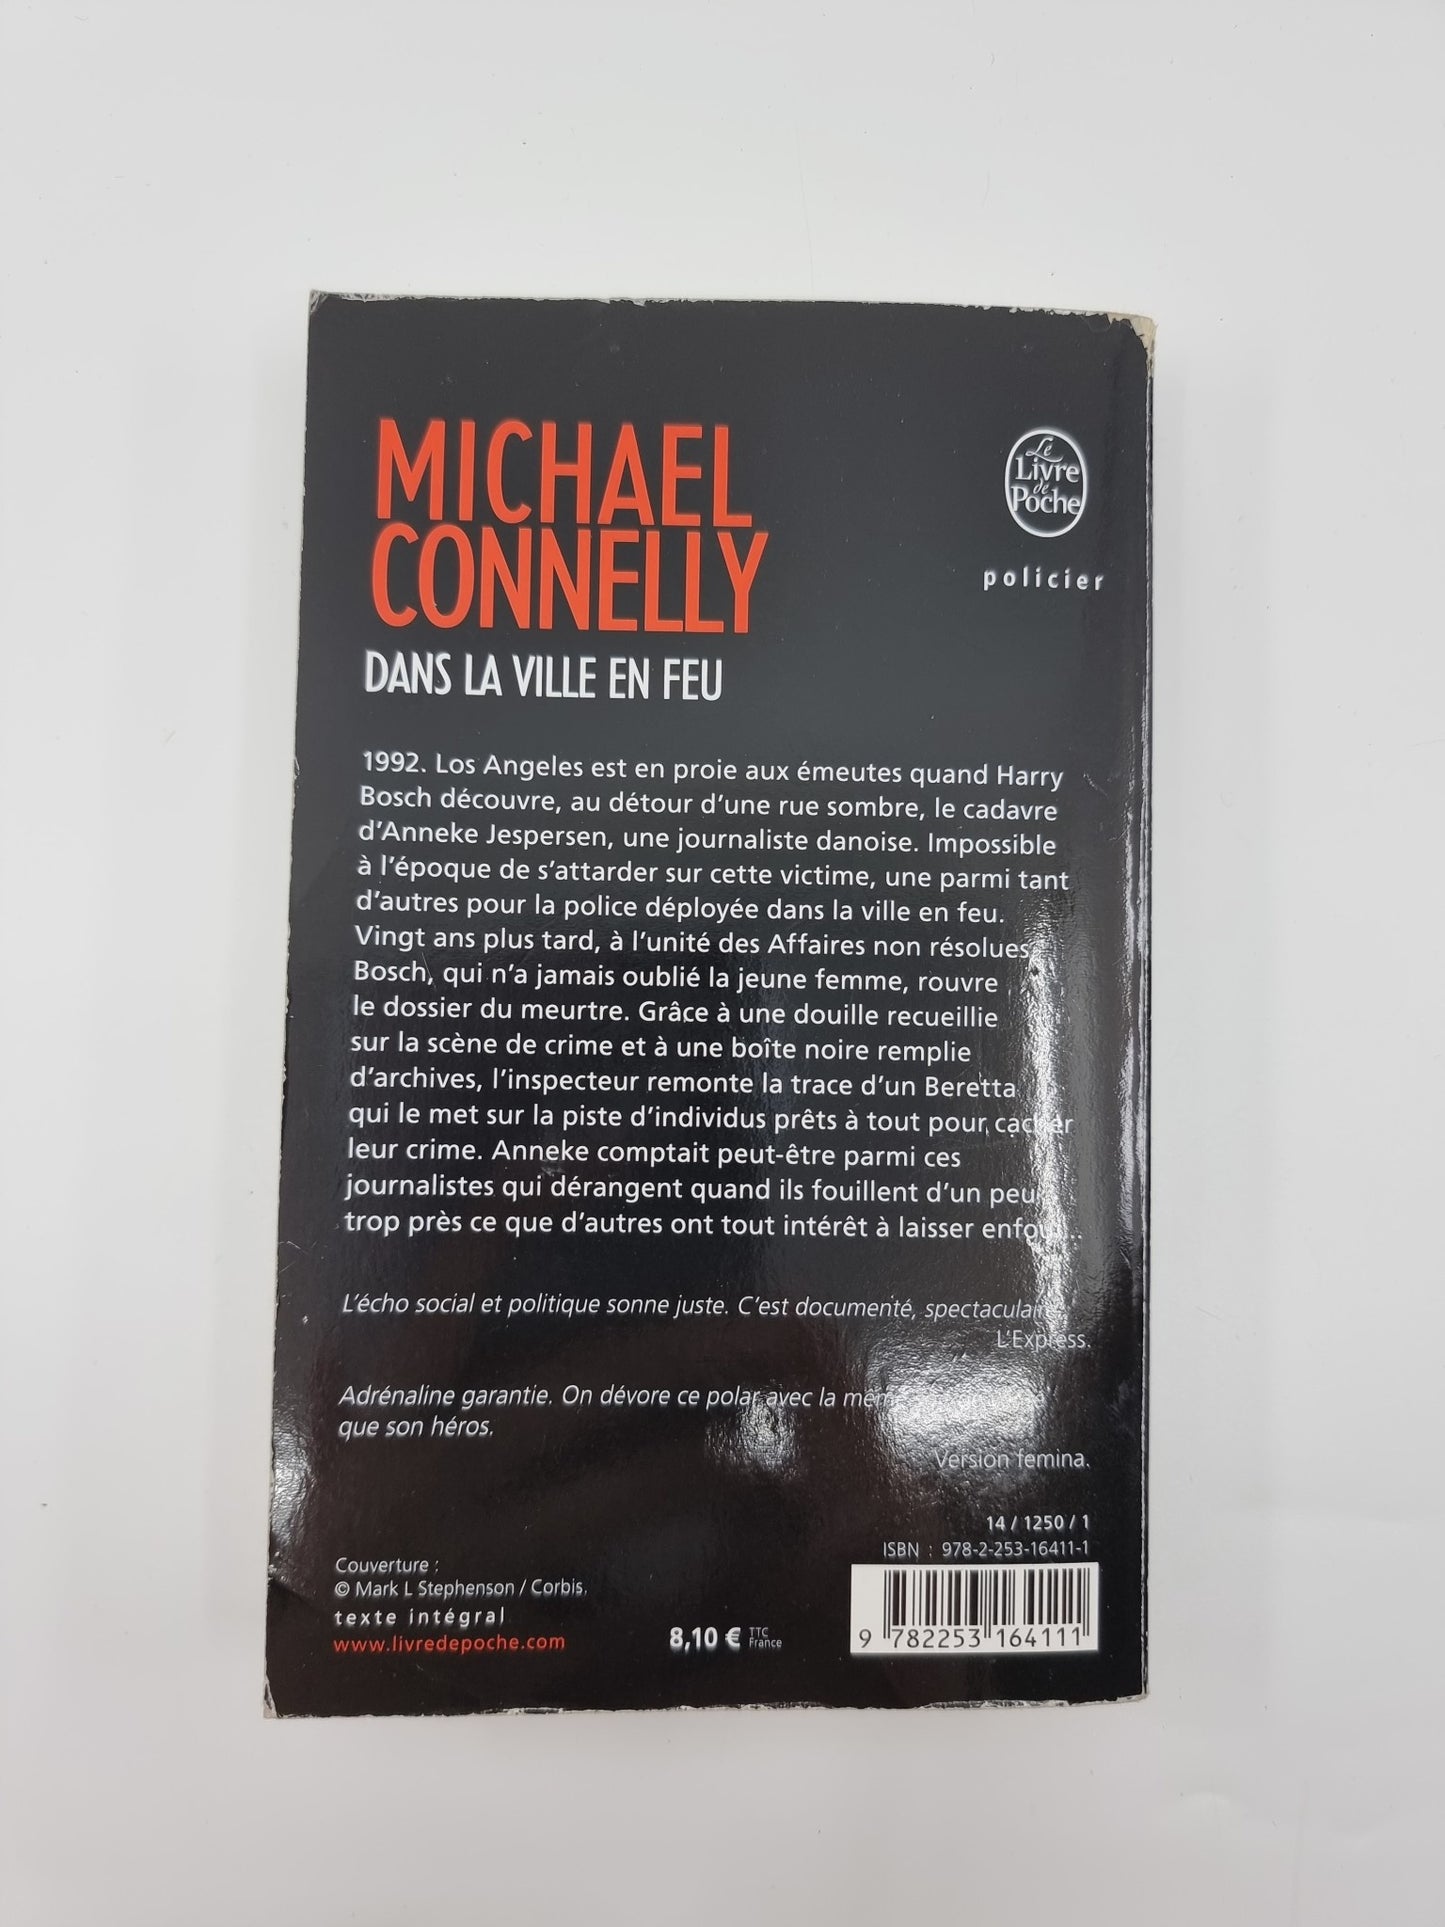 MICHAEL
CONNELLY
DANS LA VILLE EN FEU
Le
Livre
de
Poche
policier
1992. Los Angeles est en proie aux émeutes quand Harry
Bosch découvre, au détour d'une rue sombre, le cadavre
d'Anneke Jespersen, une journaliste danoise. Impossible
à l'époque de s'attarder sur cette victime, une parmi tant
d'autres pour la police déployée dans la ville en feu.
Vingt ans plus tard, à l'unité des Affaires non résolues,
Bosch, qui n'a jamais oublié la jeune femme, rouvre
le dossier du meurtre. Grâce à une douille recueillie
sur la scène de crime et à une boîte noire remplie
d'archives, l'inspecteur remonte la trace d'un Beretta
qui le met sur la piste d'individus prêts à tout pour cacher
leur crime. Anneke comptait peut-être parmi ces
journalistes qui dérangent quand ils fouillent d'un peu
trop près ce que d'autres ont tout intérêt à laisser
L'écho social et politique sonne juste. C'est documenté,
L'Express.
Adrénaline garantie. On dévore ce polar avec la
que son héros.
Version femina.
14 / 1250 / 1
ISBN : 978-2-253-16411-1
Couverture :
© Mark L Stephenson / Corbis.
texte intégral
www.livredepoche.com
8,10 € TTC
France
9 782253 164111